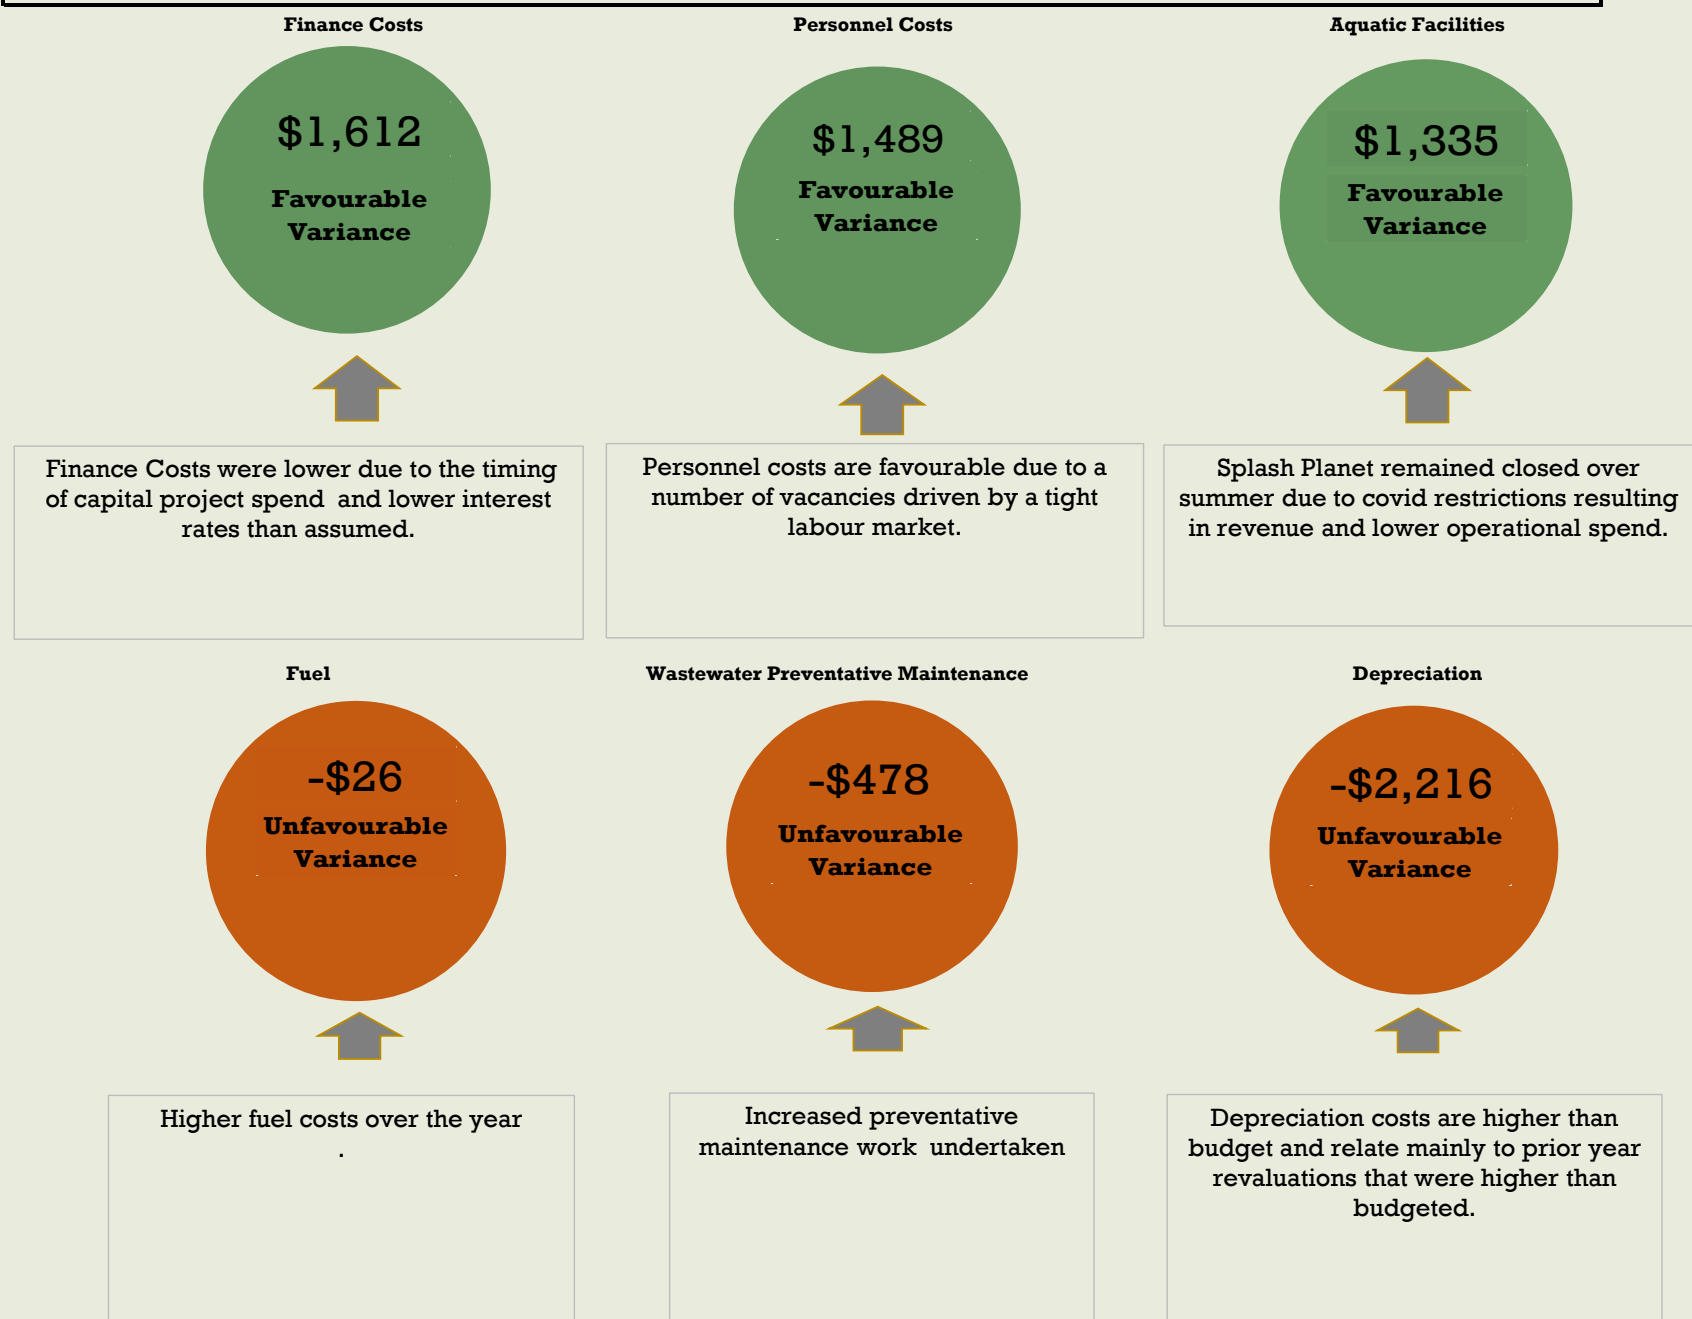 Finance Costs
Personnel Costs
Aquatic Facilities
$1,612
Favourable
Variance
$1,489
Favourable
Variance
$1,335
Favourable
Variance
Finance Costs were lower due to the timing
of capital project spend and lower interest
rates than assumed.
Personnel costs are favourable due to a
number of vacancies driven by a tight
labour market.
Splash Planet remained closed over
summer due to covid restrictions resulting
in revenue and lower operational spend.
Fuel
Wastewater Preventative Maintenance
Depreciation
-$26
Unfavourable
Variance
-$478
Unfavourable
Variance
-$2,216
Unfavourable
Variance
Higher fuel costs over the year
.
Increased preventative
maintenance work undertaken
Depreciation costs are higher than
budget and relate mainly to prior year
revaluations that were higher than
budgeted.